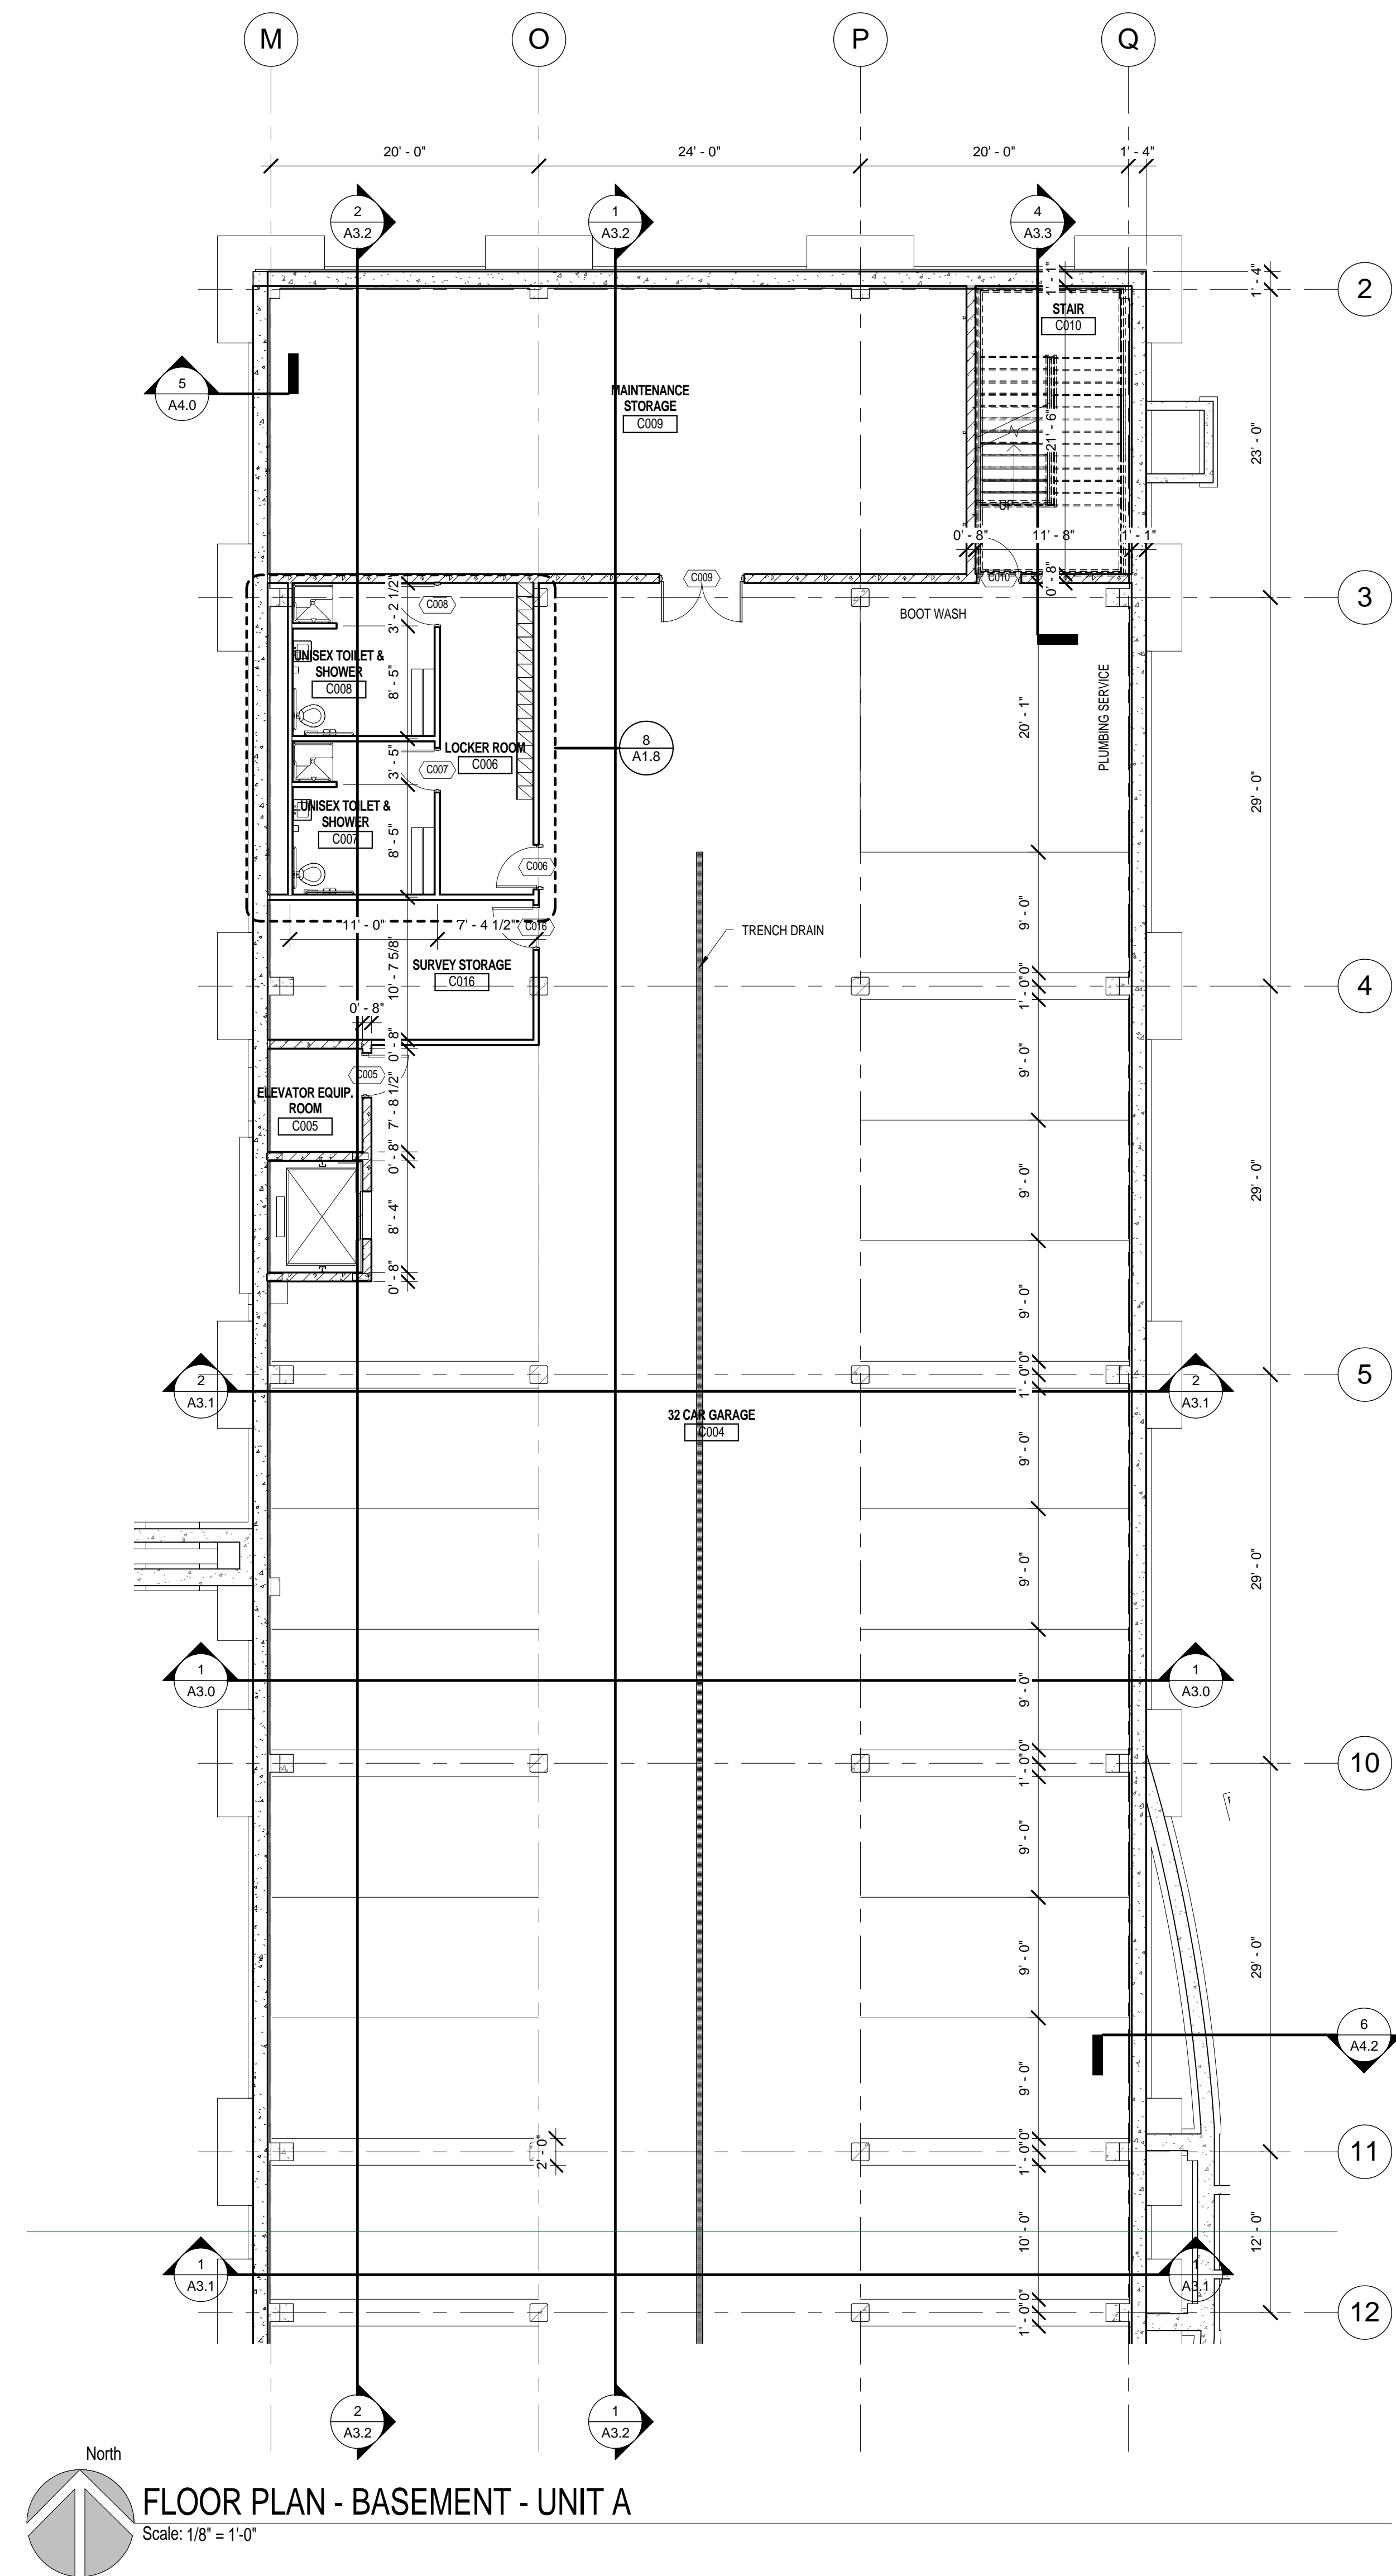 M
O
P
Q
20' - 0"
24' - 0"
20' - 0"
1' - 4"
2
A3.2
1
A3.2
4
A3.3
1' - 4"
1' - 1"
2
STAIR
C010
5
A4.0
MAINTENANCE
STORAGE
C009
21' - 6"
23' - 0"
UP
0' - 8"
11' - 8"
1' - 1"
0' - 8"
C009
C010
3
BOOT WASH
PLUMBING SERVICE
3' - 2 1/2"
C008
UNISEX TOILET &
SHOWER
C008
8' - 5"
20' - 1"
8
A1.8
LOCKER ROOM
C006
3' - 5"
C007
29' - 0"
UNISEX TOILET &
SHOWER
C007
8' - 5"
C006
11' - 0"
7' - 4 1/2"
C016
TRENCH DRAIN
9' - 0"
SURVEY STORAGE
C016
10' - 7 5/8"
1' - 0"
4
0' - 8"
0' - 8"
C005
9' - 0"
ELEVATOR EQUIP.
ROOM
C005
7' - 8 1/2"
0' - 8"
9' - 0"
29' - 0"
8' - 4"
0' - 8"
9' - 0"
1' - 0"
5
2
A3.1
2
A3.1
32 CAR GARAGE
C004
9' - 0"
9' - 0"
29' - 0"
1
A3.0
1
A3.0
9' - 0"
1' - 0"
10
9' - 0"
9' - 0"
29' - 0"
6
A4.2
9' - 0"
2' - 0"
1' - 0"
11
10' - 0"
12' - 0"
1
A3.1
1
A3.1
1' - 0"
12
2
A3.2
1
A3.2
North
FLOOR PLAN - BASEMENT - UNIT A
Scale: 1/8" = 1'-0"